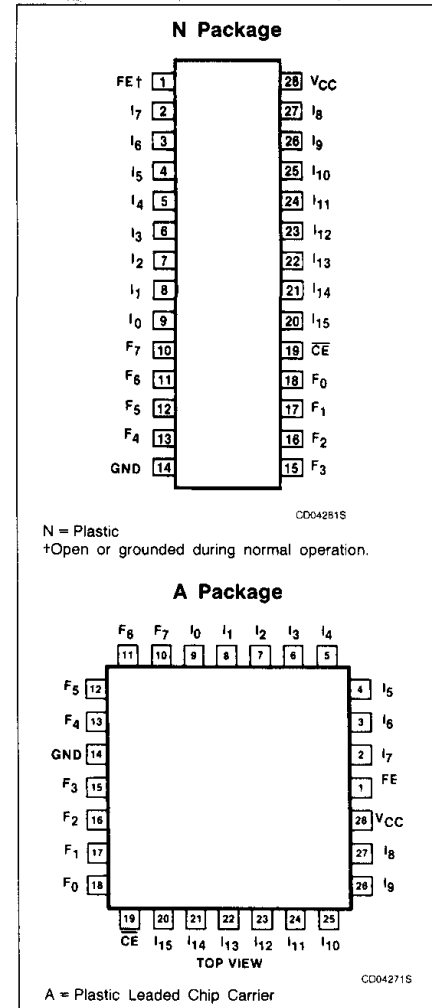 N Package
FE† 1 28 VCC
I7 2 27 I8
I6 3 26 I9
I5 4 25 I10
I4 5 24 I11
I3 6 23 I12
I2 7 22 I13
I1 8 21 I14
I0 9 20 I15
F7 10 19 C̅E̅
F6 11 18 F0
F5 12 17 F1
F4 13 16 F2
GND 14 15 F3
CD04281S
N = Plastic
†Open or grounded during normal operation.
A Package
F6 F7 I0 I1 I2 I3 I4
11 10 9 8 7 6 5
F5 12 4 I5
F4 13 3 I6
GND 14 2 I7
F3 15 1 FE
F2 16 28 VCC
F1 17 27 I8
F0 18 26 I9
19 20 21 22 23 24 25
C̅E̅ I15 I14 I13 I12 I11 I10
TOP VIEW
CD04271S
A = Plastic Leaded Chip Carrier